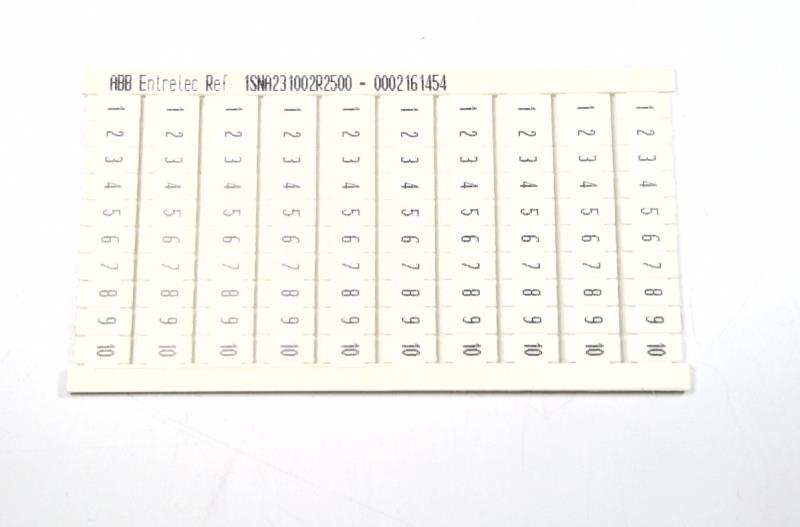 ABB Entrelec Ref 1SNA231002R2500 - 0002161454
1 1 1 1 1 1 1 1 1 1
2 2 2 2 2 2 2 2 2 2
3 3 3 3 3 3 3 3 3 3
4 4 4 4 4 4 4 4 4 4
5 5 5 5 5 5 5 5 5 5
6 6 6 6 6 6 6 6 6 6
7 7 7 7 7 7 7 7 7 7
8 8 8 8 8 8 8 8 8 8
9 9 9 9 9 9 9 9 9 9
10 10 10 10 10 10 10 10 10 10